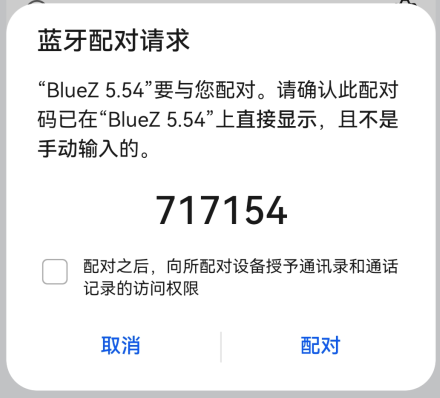 蓝牙配对请求
“BlueZ 5.54”要与您配对。请确认此配对
码已在“BlueZ 5.54”上直接显示，且不是
手动输入的。
717154
配对之后，向所配对设备授予通讯录和通话
记录的访问权限
取消
配对